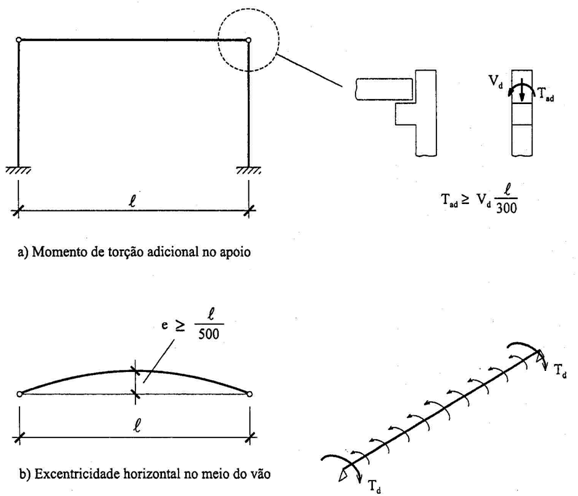 V_d
T_ad
ℓ
T_ad ≥ V_d ℓ/300
a) Momento de torção adicional no apoio
e ≥ ℓ/500
T_d
ℓ
b) Excentricidade horizontal no meio do vão
T_d